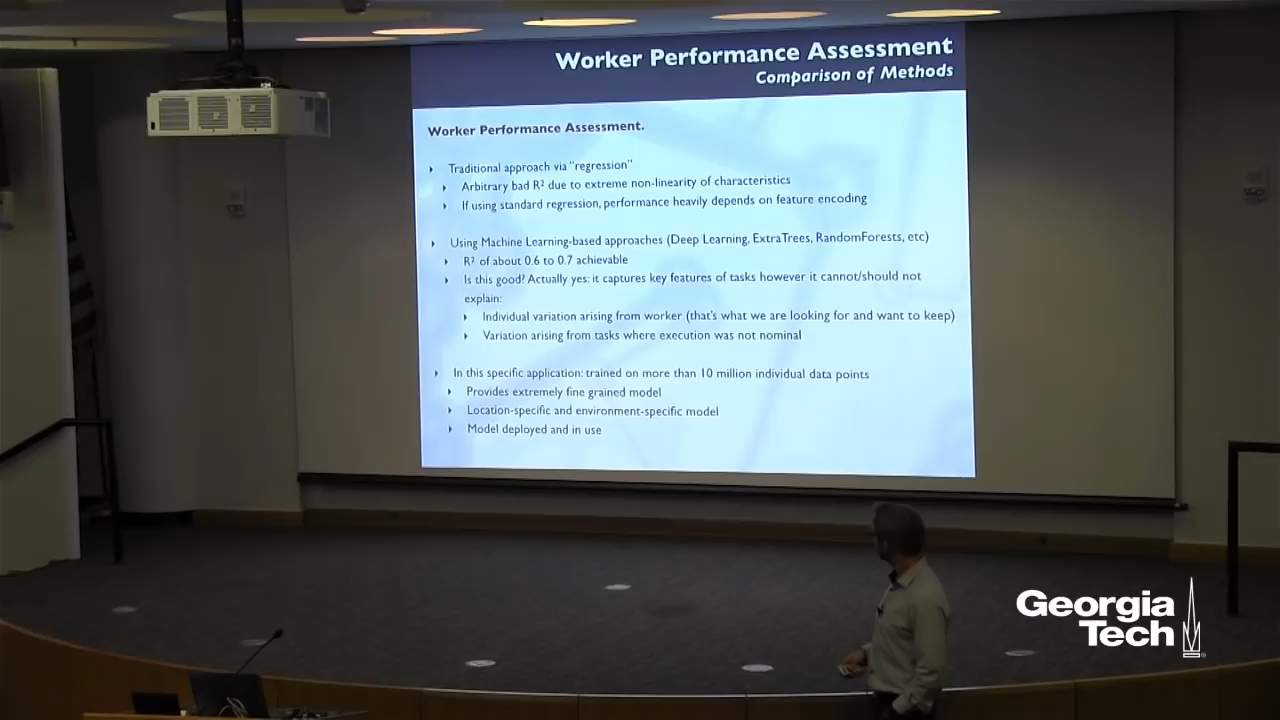 Worker Performance Assessment
Comparison of Methods
Worker Performance Assessment.
Traditional approach via "regression"
Arbitrary bad R² due to extreme non-linearity of characteristics
If using standard regression, performance heavily depends on feature encoding
Using Machine Learning-based approaches (Deep Learning, ExtraTrees, RandomForests, etc)
R² of about 0.6 to 0.7 achievable
Is this good? Actually yes: it captures key features of tasks however it cannot/should not
explain:
Individual variation arising from worker (that's what we are looking for and want to keep)
Variation arising from tasks where execution was not nominal
In this specific application: trained on more than 10 million individual data points
Provides extremely fine grained model
Location-specific and environment-specific model
Model deployed and in use
Georgia
Tech